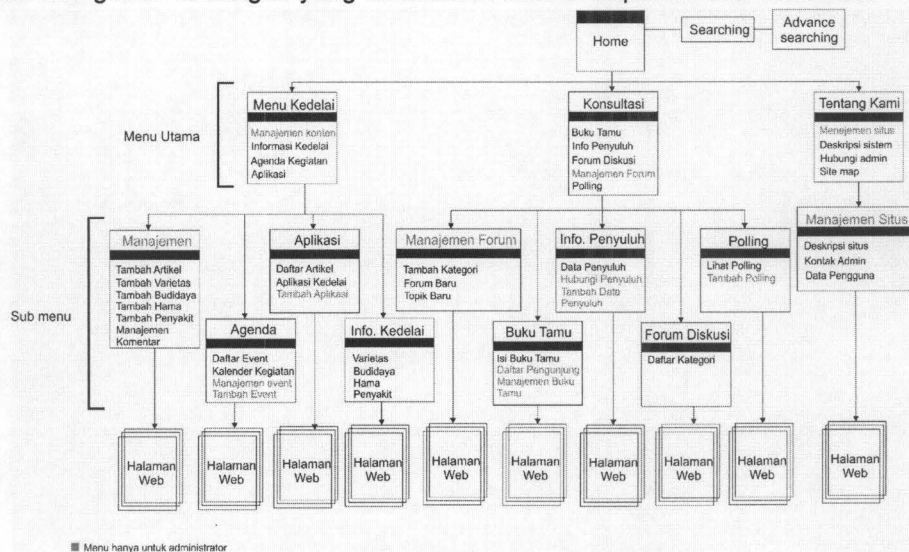 Home
Searching
Advance
searching
Menu Utama
Menu Kedelai
Manajemen konten
Informasi Kedelai
Agenda Kegiatan
Aplikasi
Konsultasi
Buku Tamu
Info Penyuluh
Forum Diskusi
Manajemen Forum
Polling
Tentang Kami
Menejemen situs
Deskripsi sistem
Hubungi admin
Site map
Sub menu
Manajemen
Tambah Artikel
Tambah Varietas
Tambah Budidaya
Tambah Hama
Tambah Penyakit
Manajemen
Komentar
Agenda
Daftar Event
Kalender Kegiatan
Manajemen event
Tambah Event
Aplikasi
Daftar Artikel
Aplikasi Kedelai
Tambah Aplikasi
Info. Kedelai
Varietas
Budidaya
Hama
Penyakit
Manajemen Forum
Tambah Kategori
Forum Baru
Topik Baru
Buku Tamu
Isi Buku Tamu
Daftar Pengunjung
Manajemen Buku
Tamu
Info. Penyuluh
Data Penyuluh
Hubungi Penyuluh
Tambah Data
Penyuluh
Forum Diskusi
Daftar Kategori
Polling
Lihat Polling
Tambah Polling
Manajemen Situs
Deskripsi situs
Kontak Admin
Data Pengguna
Halaman
Web
Halaman
Web
Halaman
Web
Halaman
Web
Halaman
Web
Halaman
Web
Halaman
Web
Halaman
Web
Halaman
Web
Halaman
Web
Menu hanya untuk administrator